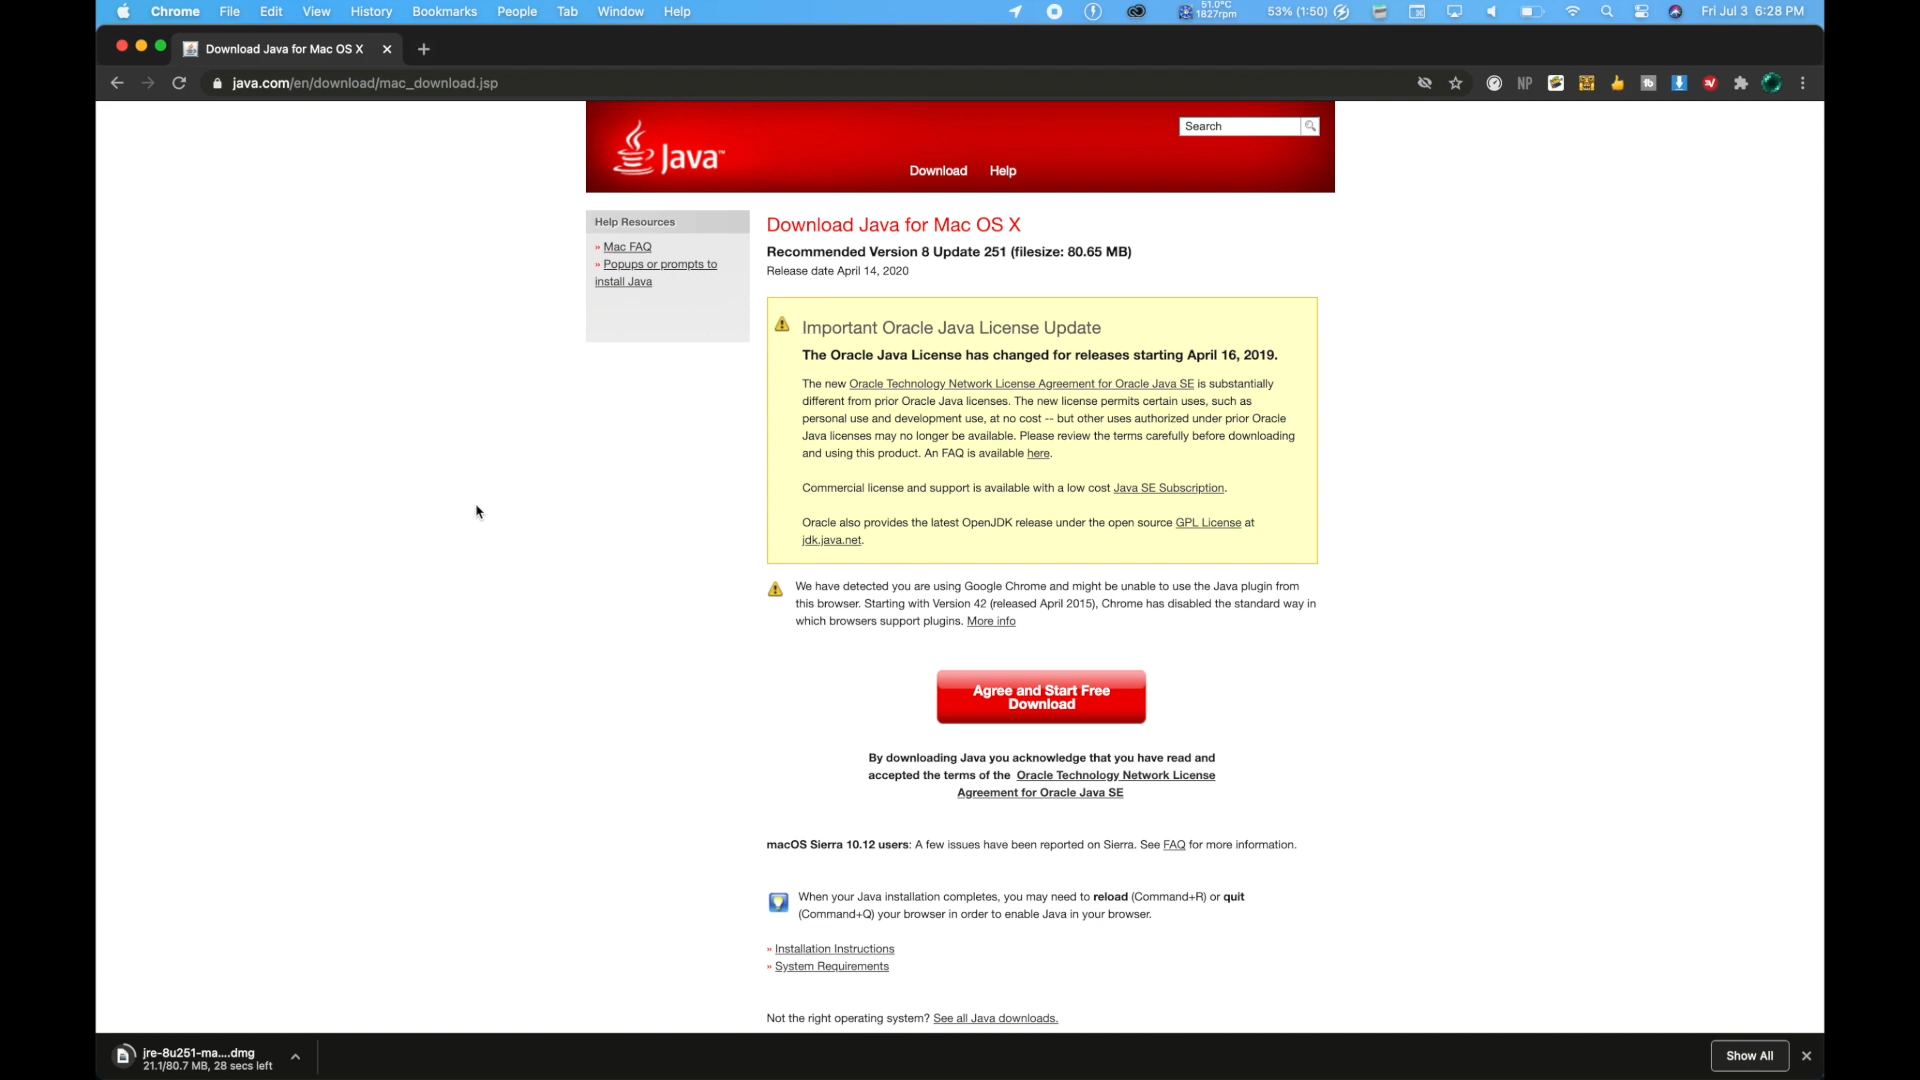 Chrome File Edit View History Bookmarks People Tab Window Help 51.0°C 1827rpm 53% (1:50) Fri Jul 3 6:28 PM
Download Java for Mac OS X
java.com/en/download/mac_download.jsp NP
Search
Java™
Download Help
Help Resources
» Mac FAQ
» Popups or prompts to
install Java
Download Java for Mac OS X
Recommended Version 8 Update 251 (filesize: 80.65 MB)
Release date April 14, 2020
Important Oracle Java License Update
The Oracle Java License has changed for releases starting April 16, 2019.
The new Oracle Technology Network License Agreement for Oracle Java SE is substantially
different from prior Oracle Java licenses. The new license permits certain uses, such as
personal use and development use, at no cost -- but other uses authorized under prior Oracle
Java licenses may no longer be available. Please review the terms carefully before downloading
and using this product. An FAQ is available here.
Commercial license and support is available with a low cost Java SE Subscription.
Oracle also provides the latest OpenJDK release under the open source GPL License at
jdk.java.net.
We have detected you are using Google Chrome and might be unable to use the Java plugin from
this browser. Starting with Version 42 (released April 2015), Chrome has disabled the standard way in
which browsers support plugins. More info
Agree and Start Free
Download
By downloading Java you acknowledge that you have read and
accepted the terms of the Oracle Technology Network License
Agreement for Oracle Java SE
macOS Sierra 10.12 users: A few issues have been reported on Sierra. See FAQ for more information.
When your Java installation completes, you may need to reload (Command+R) or quit
(Command+Q) your browser in order to enable Java in your browser.
» Installation Instructions
» System Requirements
Not the right operating system? See all Java downloads.
jre-8u251-ma....dmg
21.1/80.7 MB, 28 secs left
Show All